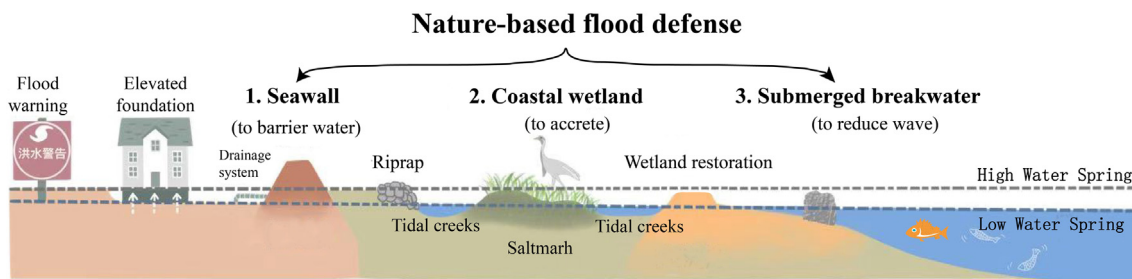 Nature-based flood defense
Flood
warning
Elevated
foundation
1. Seawall
(to barrier water)
2. Coastal wetland
(to accrete)
3. Submerged breakwater
(to reduce wave)
洪水警告
Drainage
system
Riprap
Wetland restoration
High Water Spring
Tidal creeks
Tidal creeks
Low Water Spring
Saltmarh